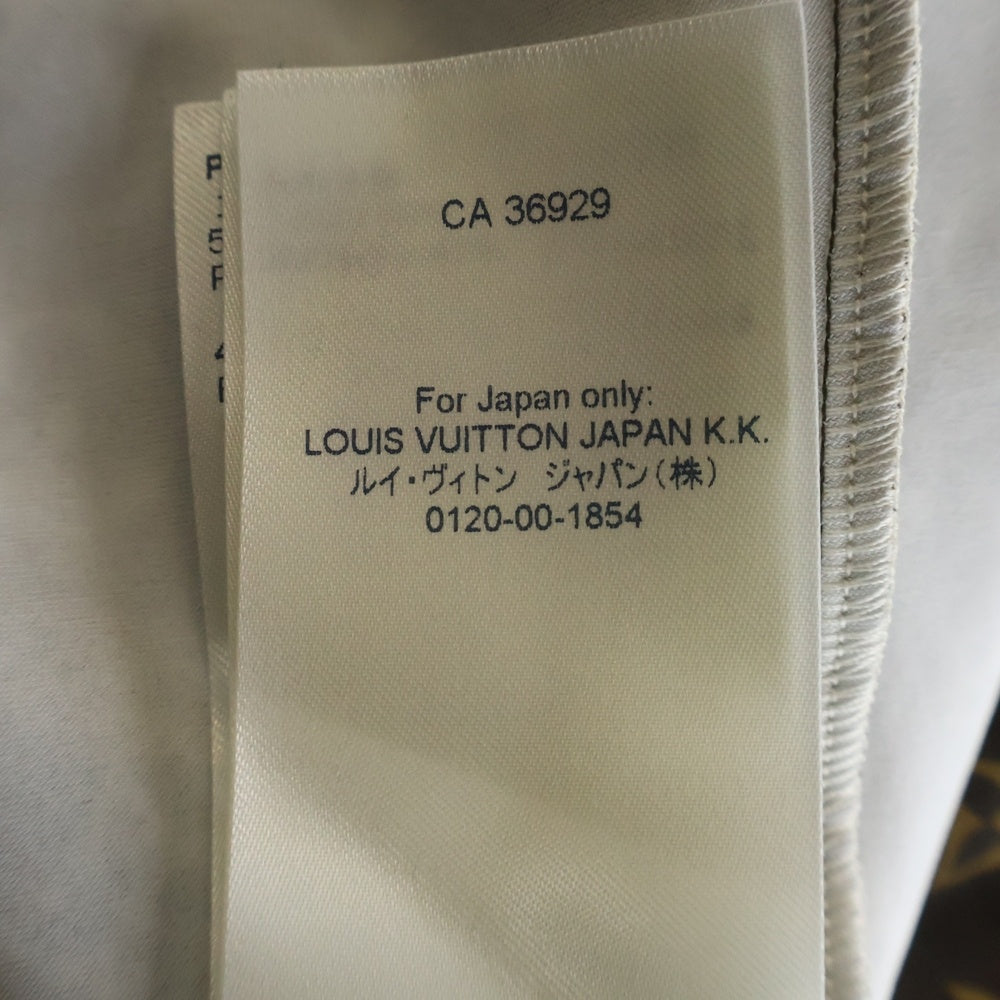 CA 36929
For Japan only:
LOUIS VUITTON JAPAN K.K.
ルイ・ヴィトン ジャパン(株)
0120-00-1854